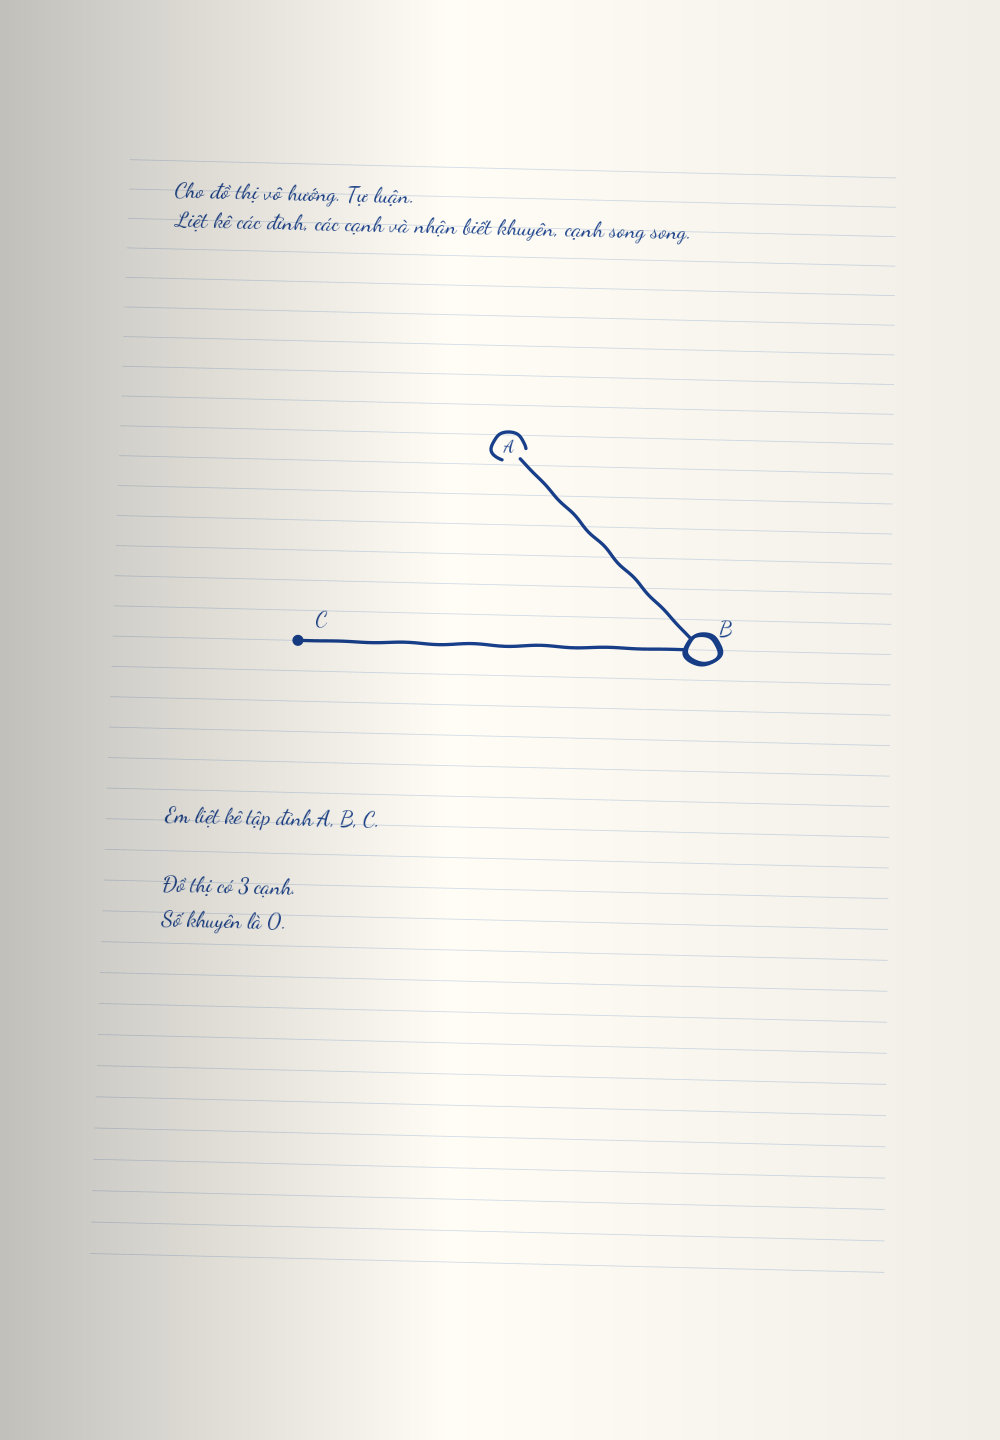 Cho đồ thị vô hướng. Tự luận.
Liệt kê các đỉnh, các cạnh và nhận biết khuyên, cạnh song song.
A
C
B
Em liệt kê tập đỉnh A, B, C.
Đồ thị có 3 cạnh.
Số khuyên là 0.